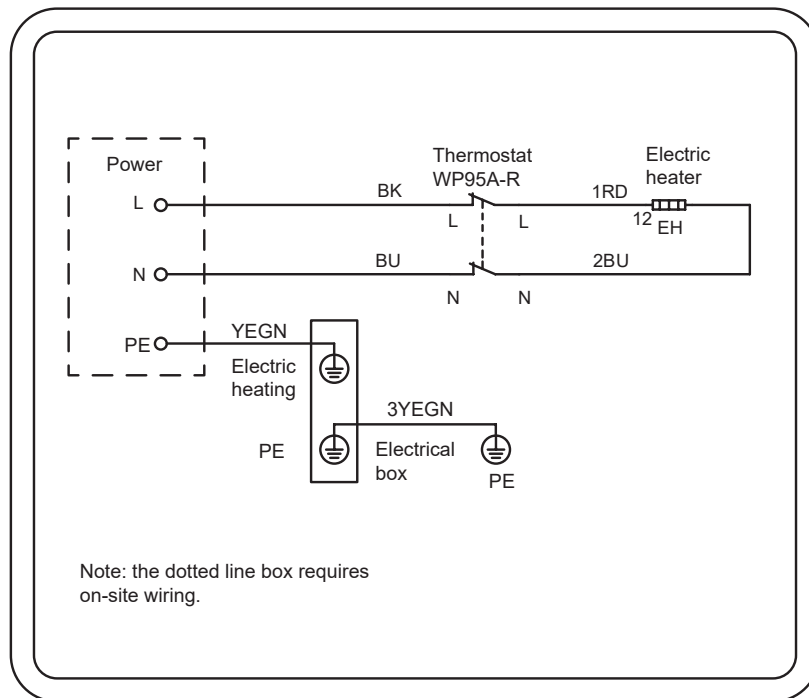 Power
Thermostat
WP95A-R
Electric
heater
L
BK
L
L
1RD
12
EH
N
BU
N
N
2BU
PE
YEGN
Electric
heating
3YEGN
PE
Electrical
box
PE
Note: the dotted line box requires
on-site wiring.